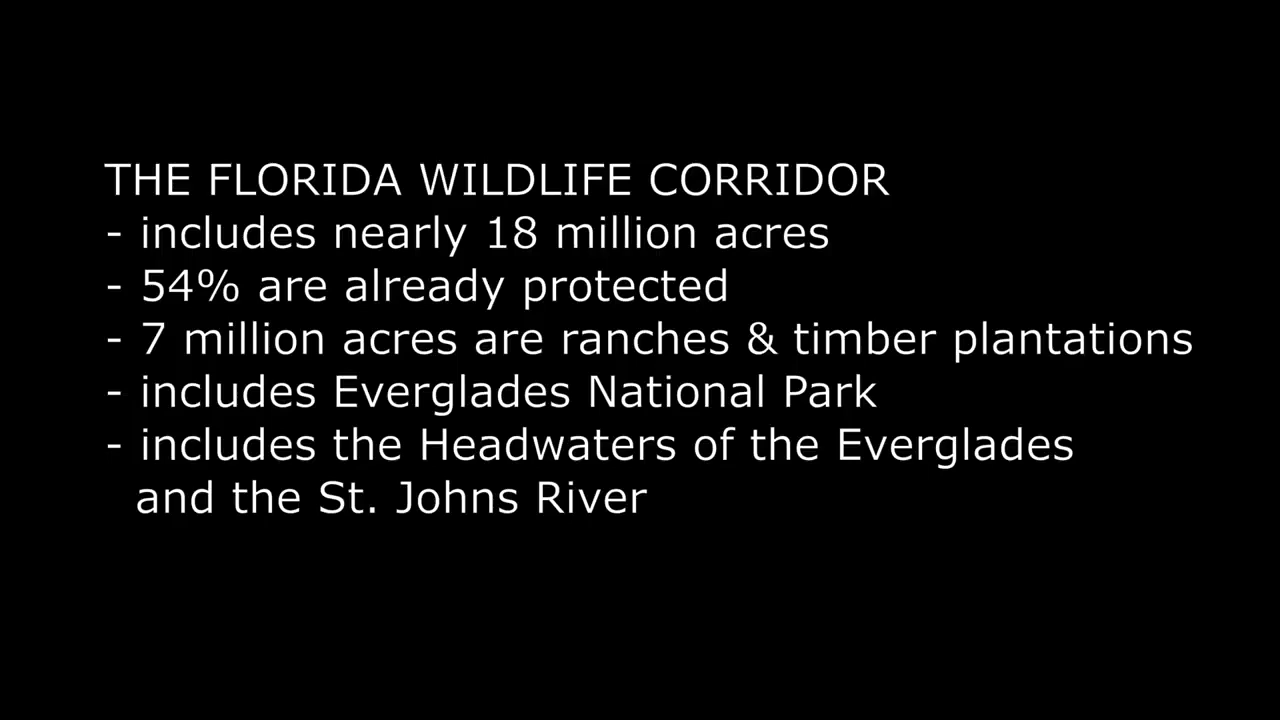 THE FLORIDA WILDLIFE CORRIDOR
- includes nearly 18 million acres
- 54% are already protected
- 7 million acres are ranches & timber plantations
- includes Everglades National Park
- includes the Headwaters of the Everglades
and the St. Johns River